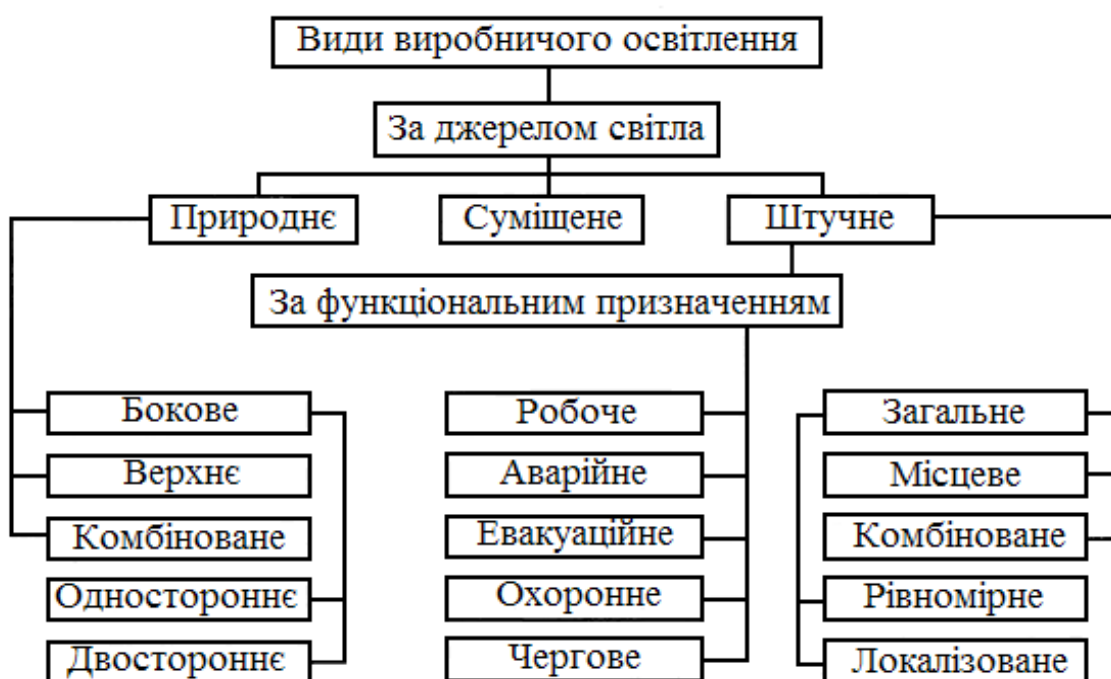 Види виробничого освітлення
За джерелом світла
Природнє
Суміщене
Штучне
За функціональним призначенням
Бокове
Робоче
Загальне
Верхнє
Аварійне
Місцеве
Комбіноване
Евакуаційне
Комбіноване
Одностороннє
Охоронне
Рівномірне
Двостороннє
Чергове
Локалізоване